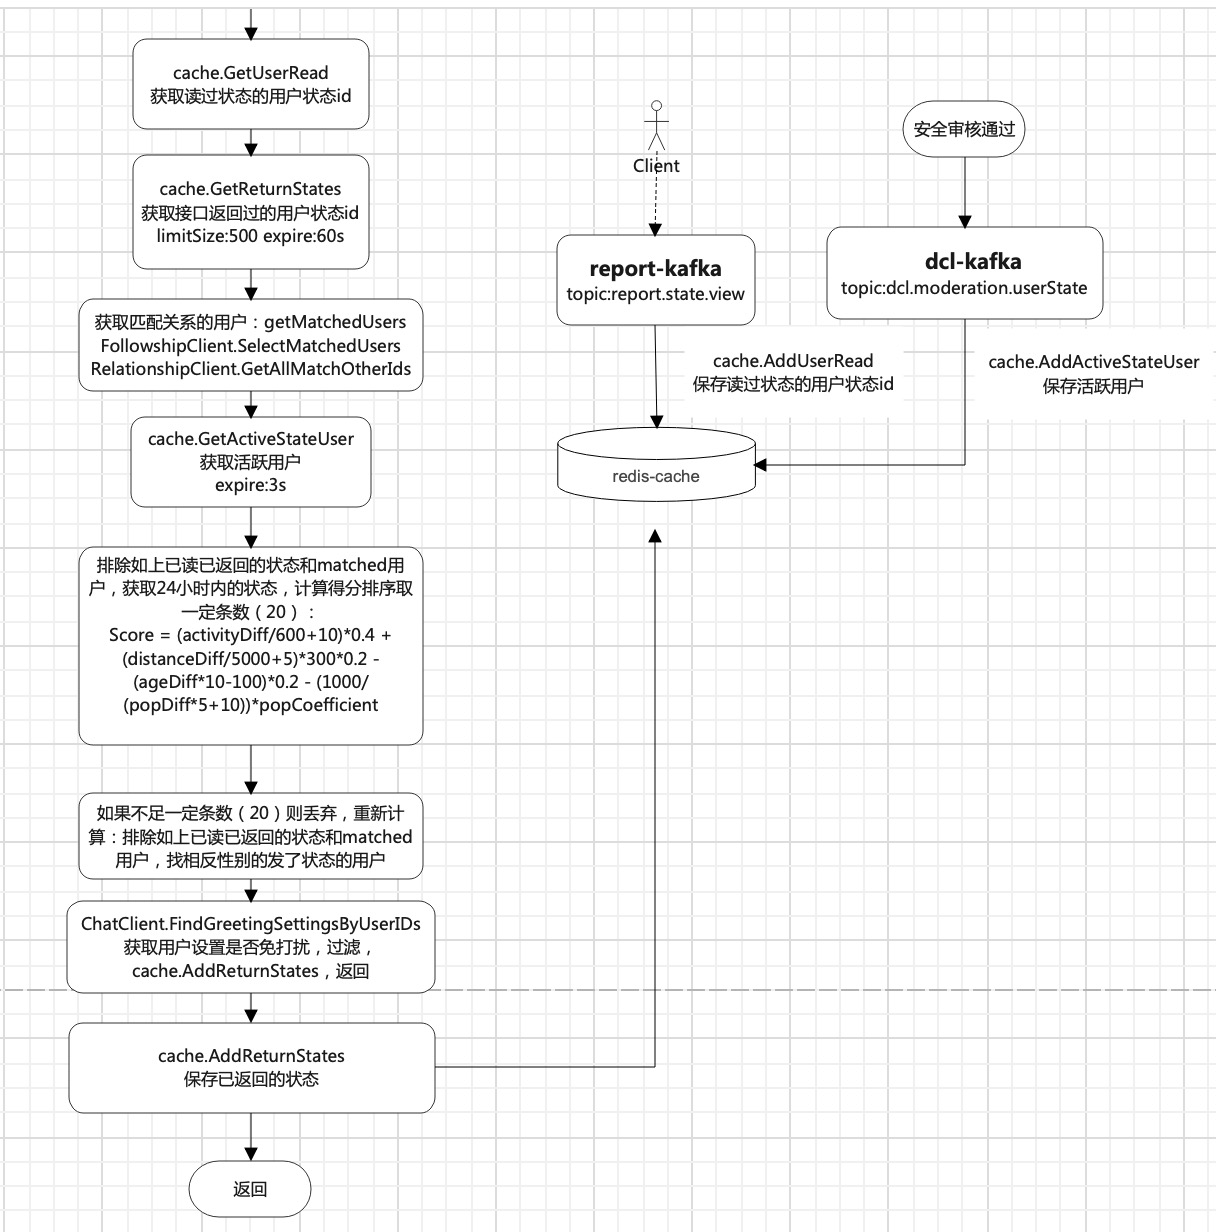 cache.GetUserRead
获取读过状态的用户状态id
cache.GetReturnStates
获取接口返回过的用户状态id
limitSize:500 expire:60s
获取匹配关系的用户：getMatchedUsers
FollowshipClient.SelectMatchedUsers
RelationshipClient.GetAllMatchOtherIds
cache.GetActiveStateUser
获取活跃用户
expire:3s
排除如上已读已返回的状态和matched用
户，获取24小时内的状态，计算得分排序取
一定条数（20）：
Score = (activityDiff/600+10)*0.4 +
(distanceDiff/5000+5)*300*0.2 -
(ageDiff*10-100)*0.2 - (1000/
(popDiff*5+10))*popCoefficient
如果不足一定条数（20）则丢弃，重新计
算：排除如上已读已返回的状态和matched
用户，找相反性别的发了状态的用户
ChatClient.FindGreetingSettingsByUserIDs
获取用户设置是否免打扰，过滤，
cache.AddReturnStates，返回
cache.AddReturnStates
保存已返回的状态
返回
Client
report-kafka
topic:report.state.view
cache.AddUserRead
保存读过状态的用户状态id
redis-cache
安全审核通过
dcl-kafka
topic:dcl.moderation.userState
cache.AddActiveStateUser
保存活跃用户